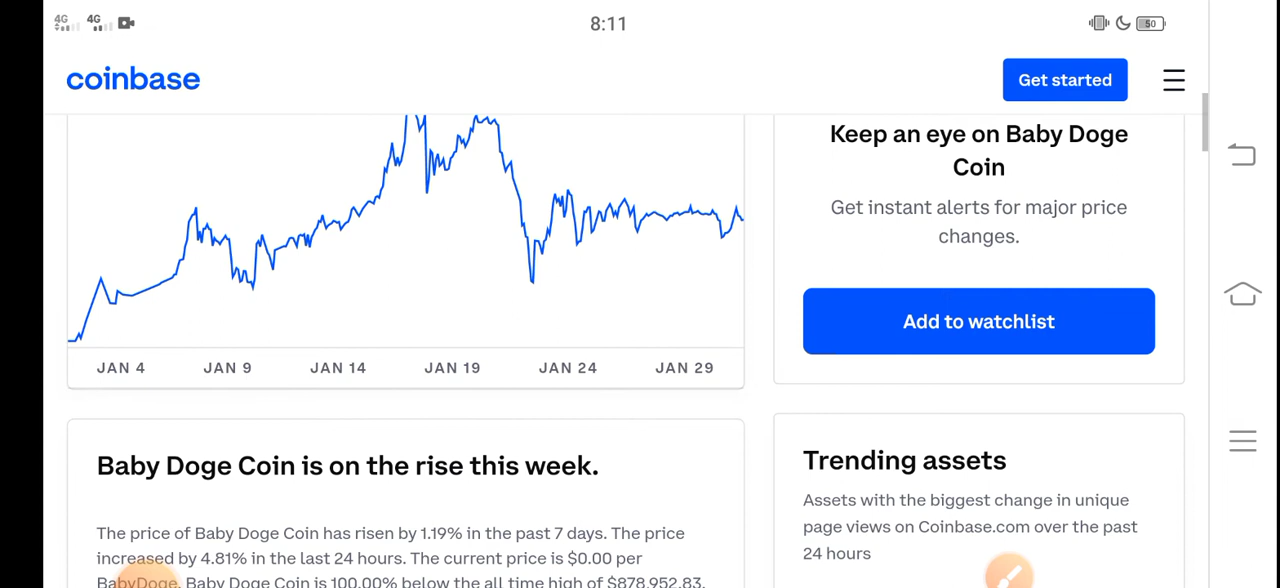 4G 4G 8:11 50
coinbase
Get started
JAN 4 JAN 9 JAN 14 JAN 19 JAN 24 JAN 29
Keep an eye on Baby Doge
Coin
Get instant alerts for major price
changes.
Add to watchlist
Baby Doge Coin is on the rise this week.
The price of Baby Doge Coin has risen by 1.19% in the past 7 days. The price
increased by 4.81% in the last 24 hours. The current price is $0.00 per
BabyDoge. Baby Doge Coin is 100.00% below the all time high of $878,952.83.
Trending assets
Assets with the biggest change in unique
page views on Coinbase.com over the past
24 hours